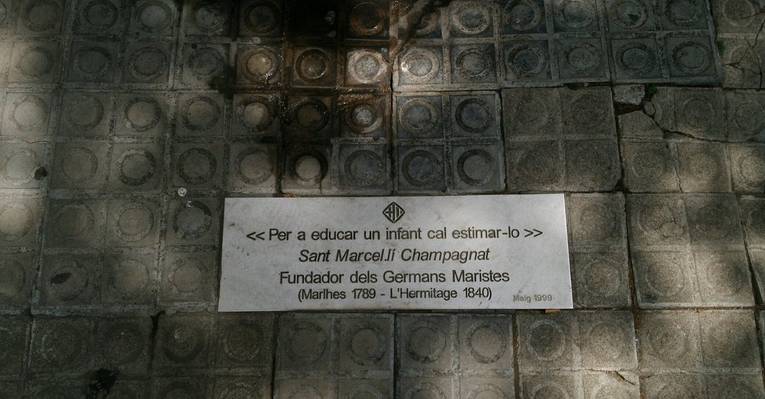 << Per a educar un infant cal estimar-lo >>
Sant Marcel.lí Champagnat
Fundador dels Germans Maristes
(Marlhes 1789 - L'Hermitage 1840)
Maig 1999